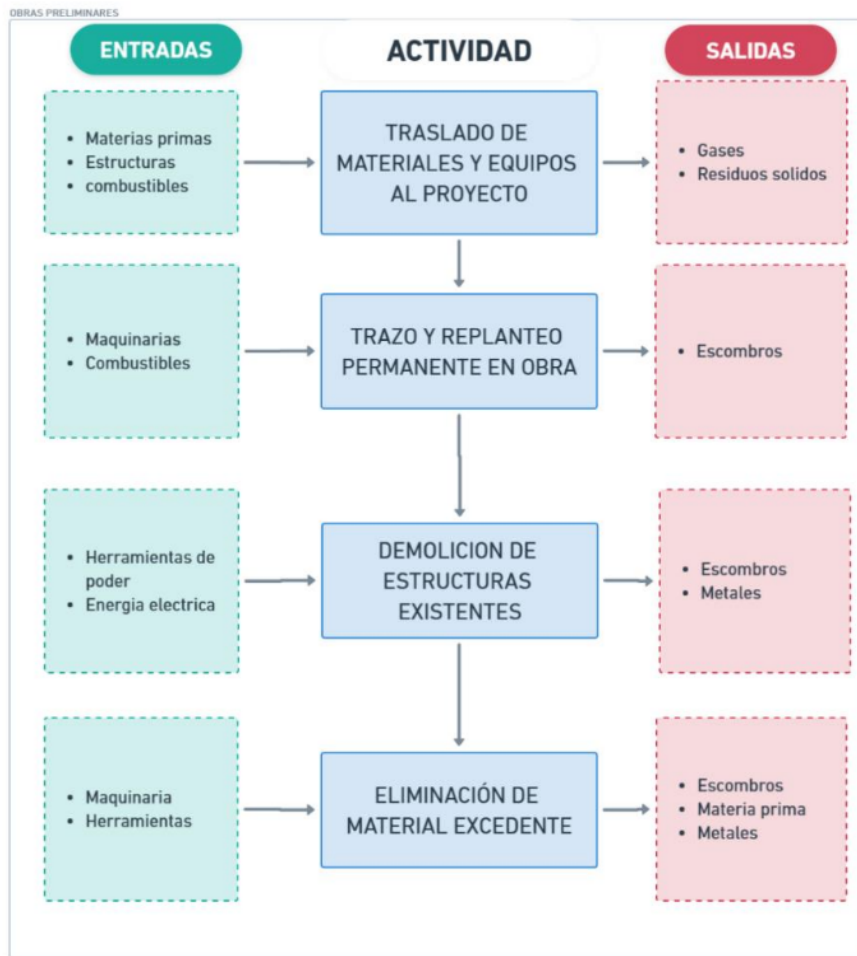 OBRAS PRELIMINARES
ENTRADAS
ACTIVIDAD
SALIDAS
• Materias primas
• Estructuras
• combustibles
TRASLADO DE
MATERIALES Y EQUIPOS
AL PROYECTO
• Gases
• Residuos solidos
• Maquinarias
• Combustibles
TRAZO Y REPLANTEO
PERMANENTE EN OBRA
• Escombros
• Herramientas de
poder
• Energia electrica
DEMOLICION DE
ESTRUCTURAS
EXISTENTES
• Escombros
• Metales
• Maquinaria
• Herramientas
ELIMINACIÓN DE
MATERIAL EXCEDENTE
• Escombros
• Materia prima
• Metales